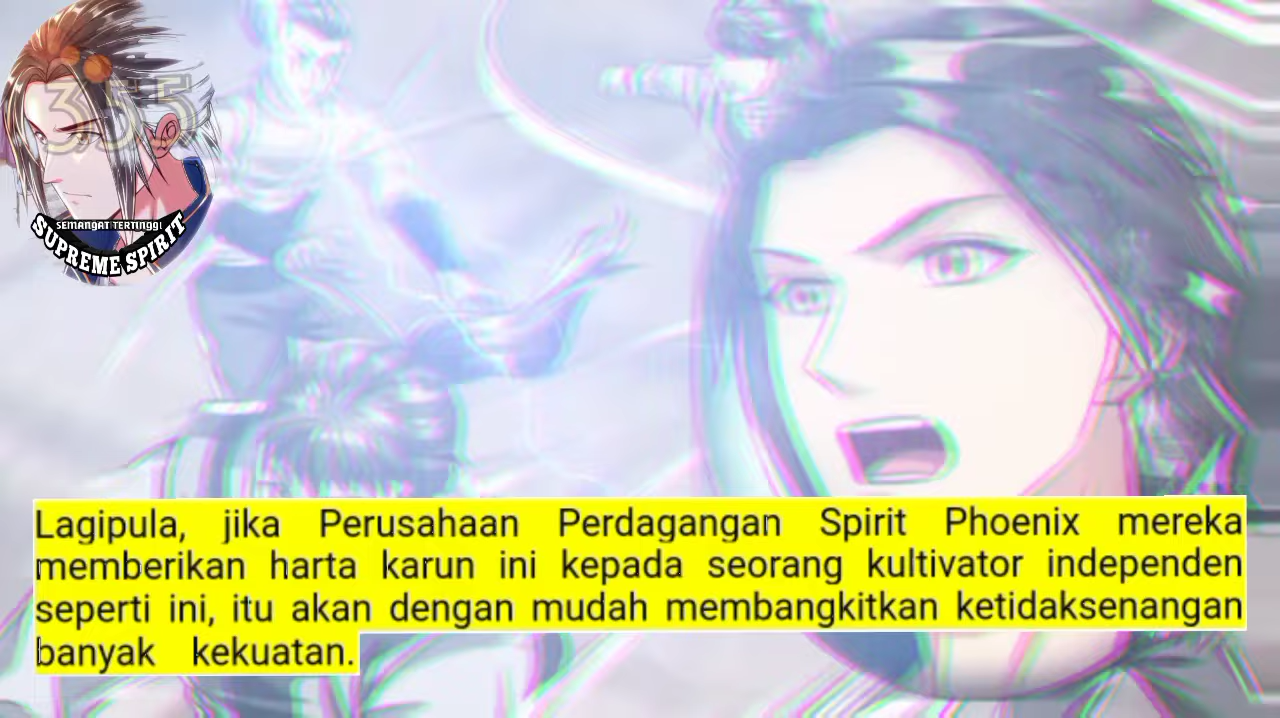 355
SEMANGAT TERTINGGI
SUPREME SPIRIT
Lagipula, jika Perusahaan Perdagangan Spirit Phoenix mereka
memberikan harta karun ini kepada seorang kultivator independen
seperti ini, itu akan dengan mudah membangkitkan ketidaksenangan
banyak kekuatan.